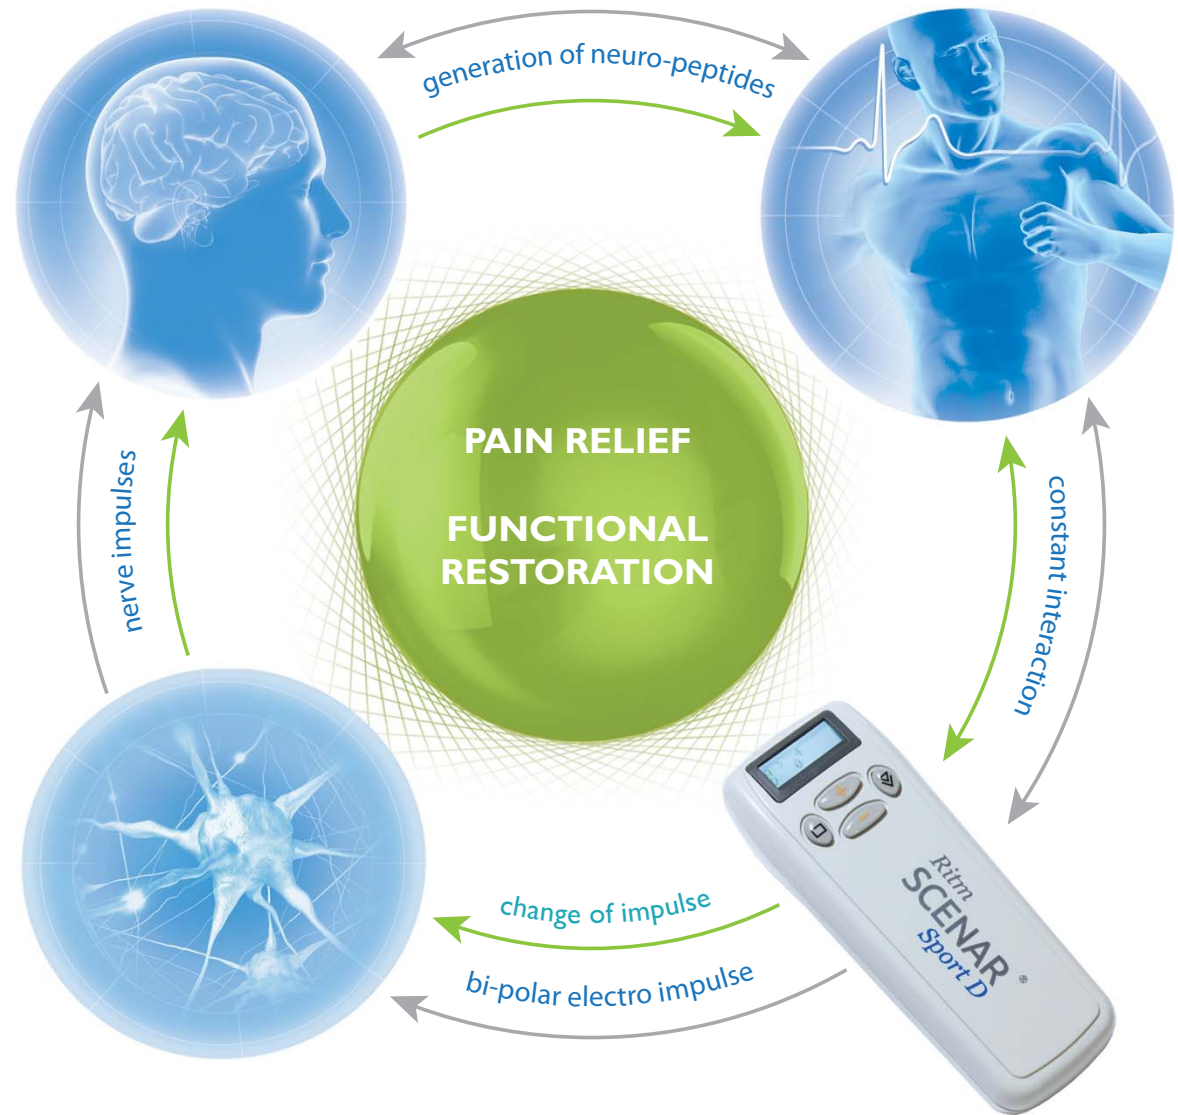 generation of neuro-peptides
PAIN RELIEF
FUNCTIONAL
RESTORATION
nerve impulses
constant interaction
change of impulse
bi-polar electro impulse
Ritm
SCENAR ®
Sport D